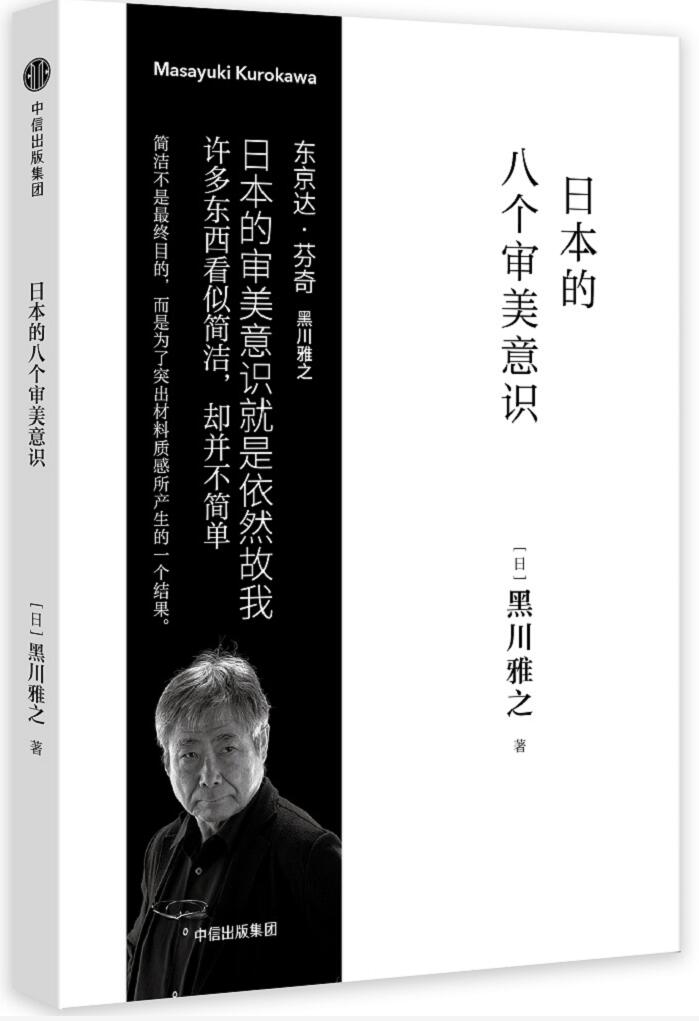 中信出版集团
日本的八个审美意识
[日]黑川雅之 著
Masayuki Kurokawa
东京达·芬奇 黑川雅之
日本的审美意识就是依然故我
许多东西看似简洁，却并不简单
简洁不是最终目的，而是为了突出材料质感所产生的一个结果。
中信出版集团
日本的
八个审美意识
[日]黑川雅之 著